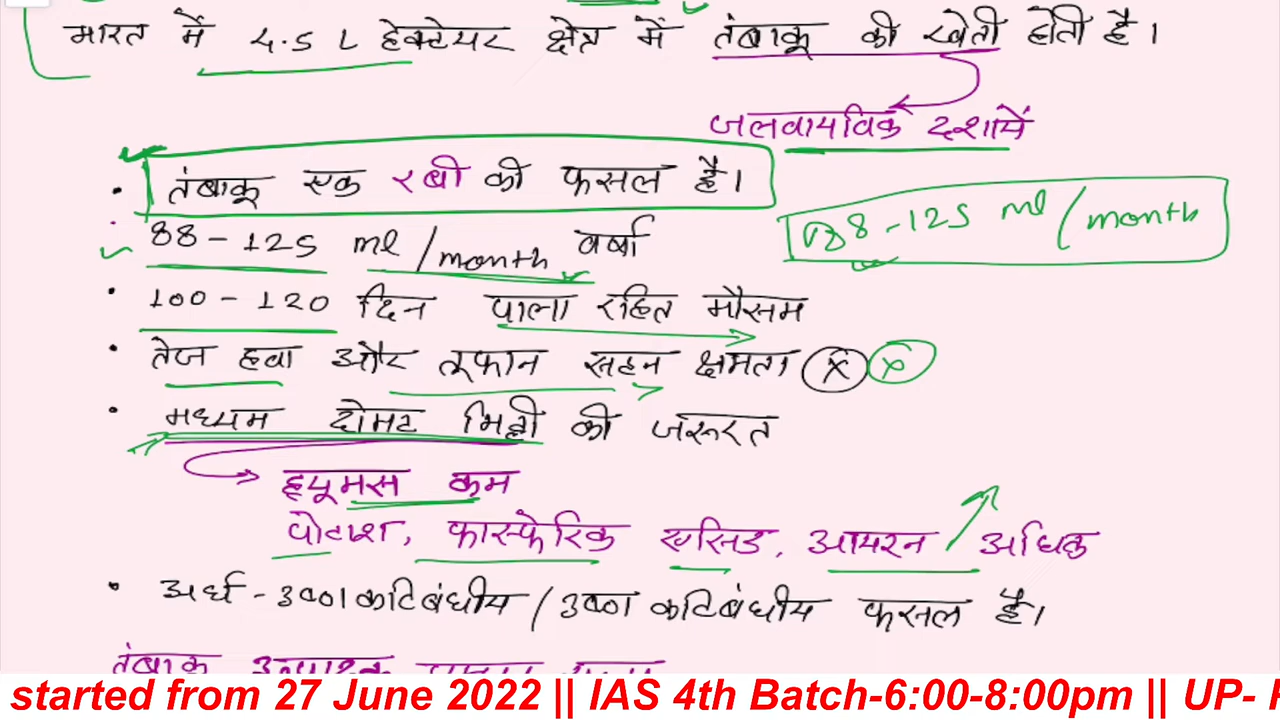 भारत में 4.5 L हेक्टेयर क्षेत्र में तंबाकू की खेती होती है।
जलवायविक दशायें
• तंबाकू एक रबी की फसल है।
88-125 ml/month वर्षा
88-125 ml/month
• 100-120 दिन पाला रहित मौसम
• तेज हवा और तूफान सहन क्षमता X X
• मध्यम दोमट मिट्टी की जरूरत
ह्यूमस कम
पोटाश, फास्फेरिक एसिड, आयरन अधिक
• अर्ध-उष्ण कटिबंधीय/उष्ण कटिबंधीय फसल है।
तंबाकू उत्पादक
started from 27 June 2022 || IAS 4th Batch-6:00-8:00pm || UP-